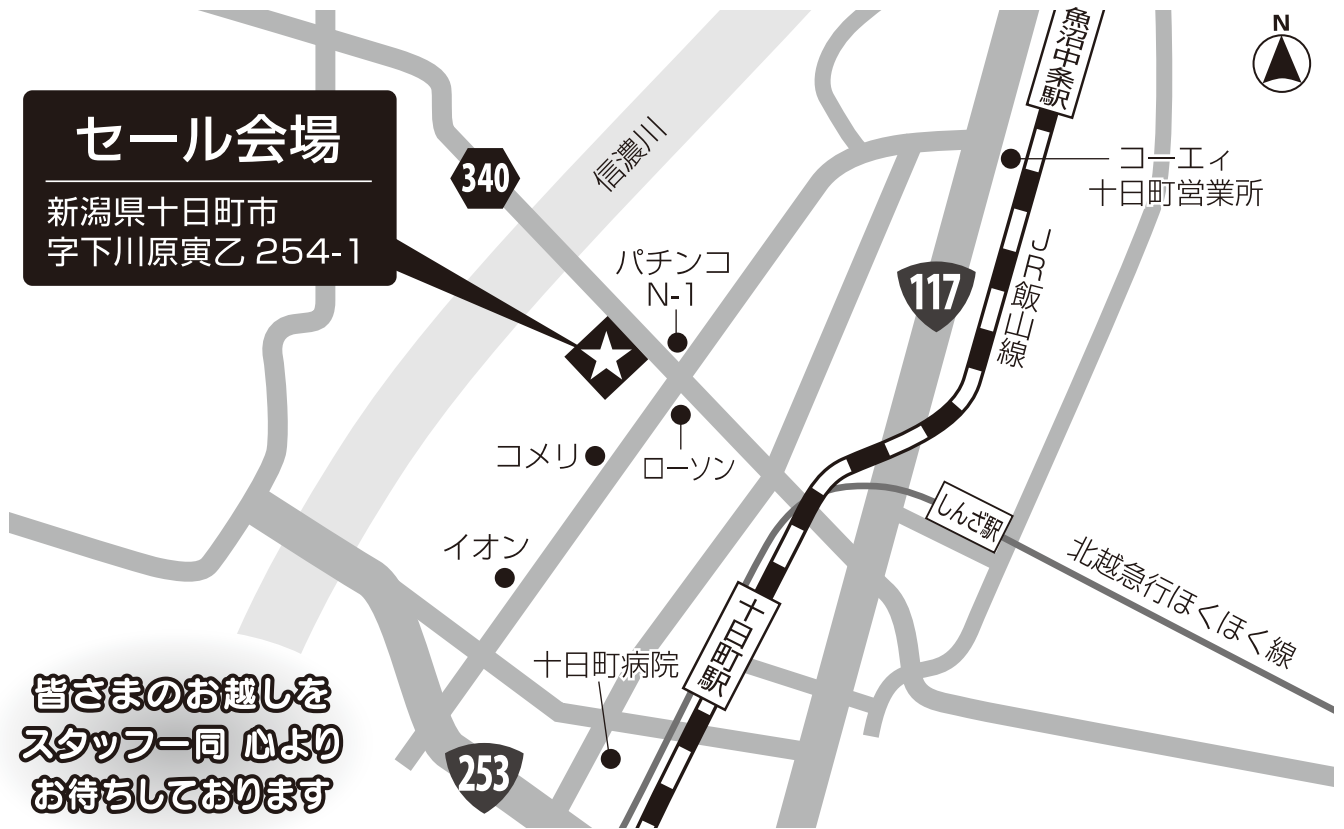 魚沼中条駅
N
セール会場
新潟県十日町市
字下川原寅乙 254-1
340
信濃川
コーエィ
十日町営業所
パチンコ
N-1
117
JR飯山線
コメリ
ローソン
しんざ駅
イオン
北越急行ほくほく線
十日町駅
十日町病院
253
皆さまのお越しを
スタッフ一同 心より
お待ちしております